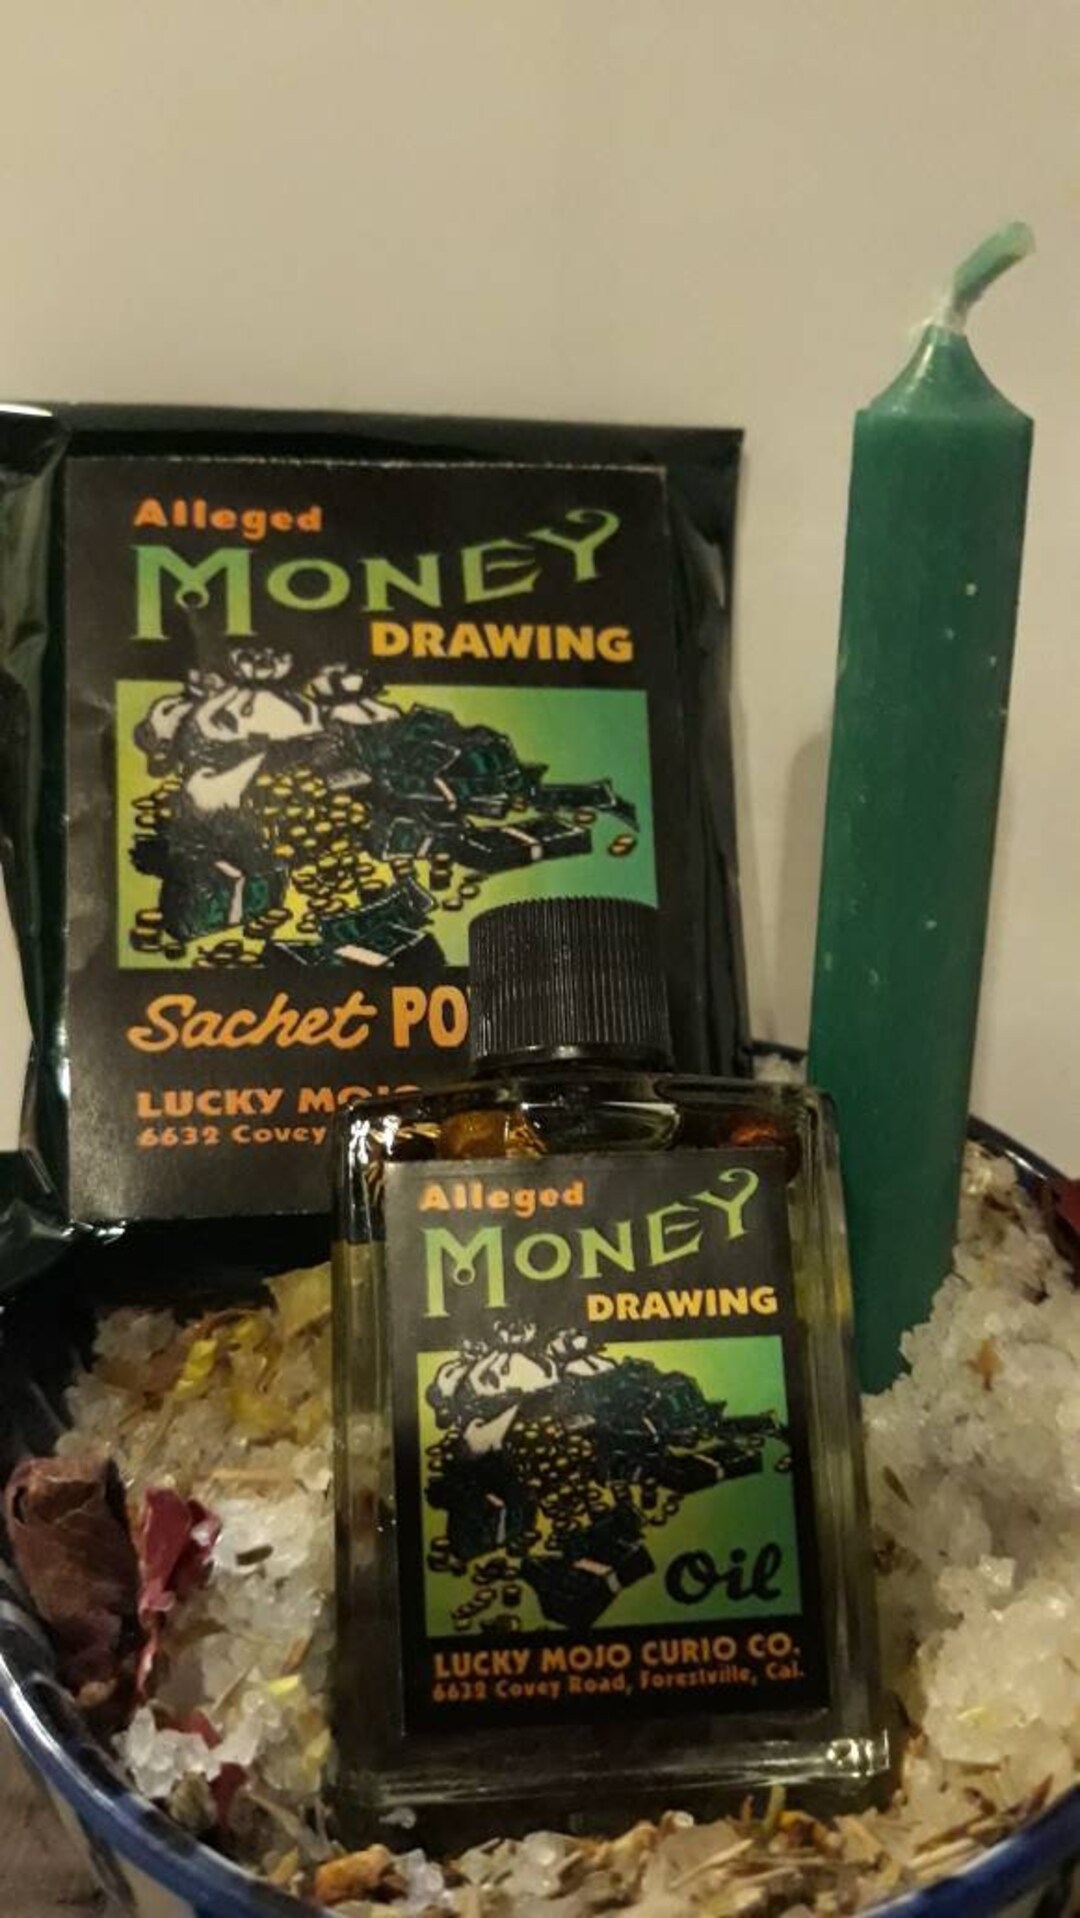 Alleged
MONEY
DRAWING
Sachet
LUCKY MOJO
6632 Covey
Alleged
MONEY
DRAWING
Oil
LUCKY MOJO CURIO CO.
6632 Covey Road, Forestville, Cal.